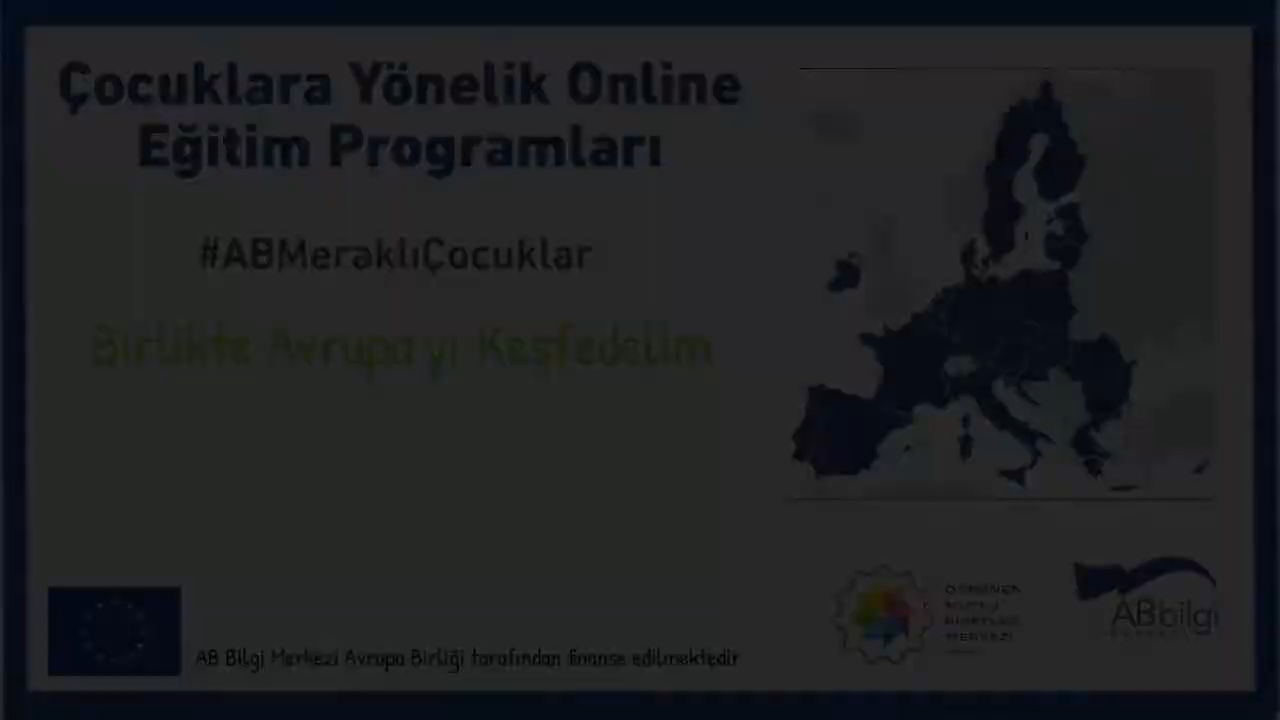 Çocuklara Yönelik Online
Eğitim Programları
#ABMeraklıÇocuklar
Birlikte Avrupa'yı Keşfedelim
AB Bilgi Merkezi Avrupa Birliği tarafından finanse edilmektedir
MERKEZİ
ABbilgi